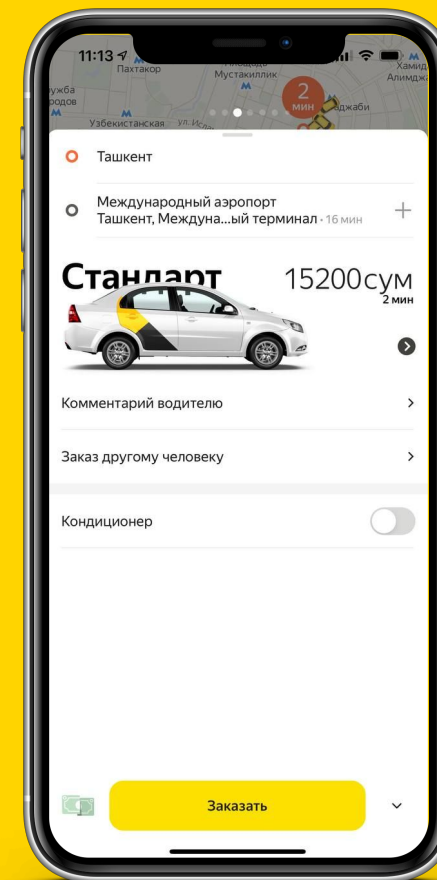 11:13
Пахтакор
Мустакиллик
2
мин
Узбекистанская
Ташкент
Международный аэропорт
Ташкент, Междуна...ый терминал • 16 мин
Стандарт
15200сум
2 мин
Комментарий водителю
Заказ другому человеку
Кондиционер
Заказать